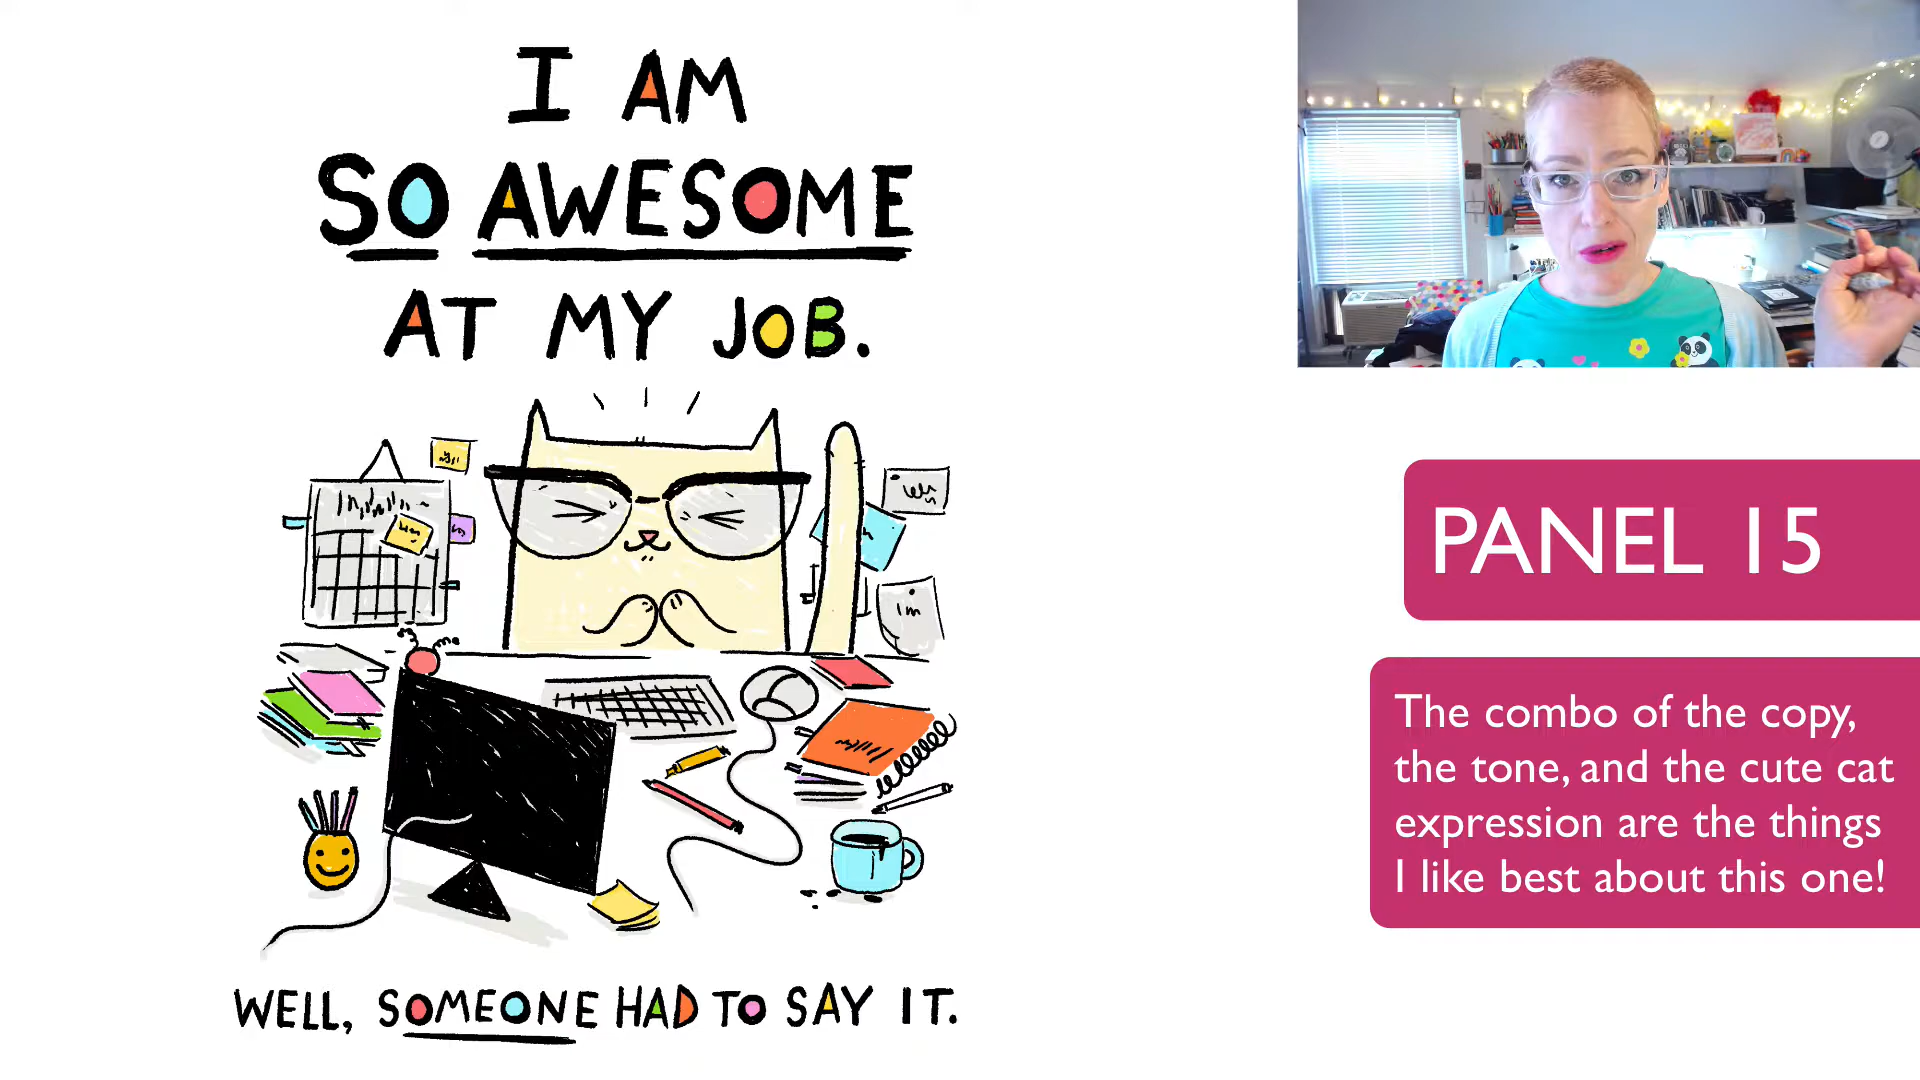 I AM
SO AWESOME
AT MY JOB.
WELL, SOMEONE HAD TO SAY IT.
PANEL 15
The combo of the copy,
the tone, and the cute cat
expression are the things
I like best about this one!